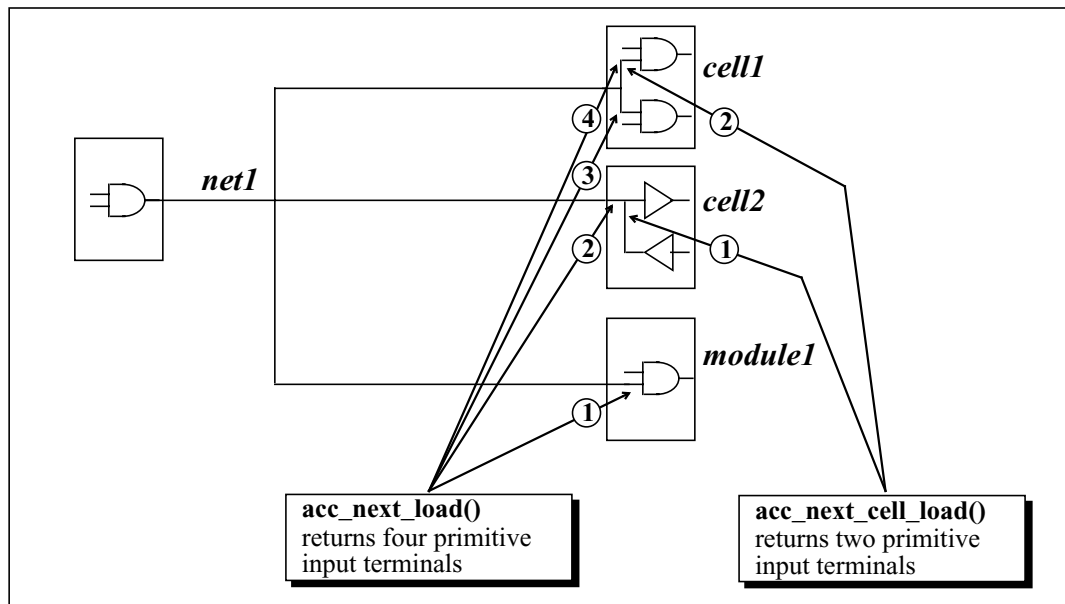 cell1
④
②
net1
③
cell2
②
①
module1
①
acc_next_load()
returns four primitive
input terminals
acc_next_cell_load()
returns two primitive
input terminals